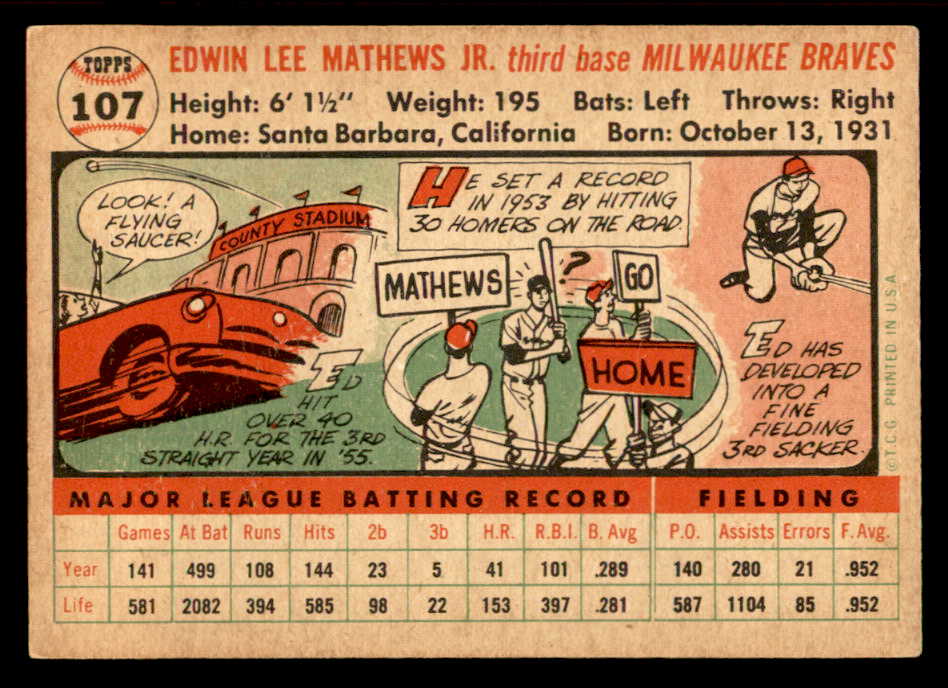 TOPPS
107
EDWIN LEE MATHEWS JR. third base MILWAUKEE BRAVES
Height: 6' 1½" Weight: 195 Bats: Left Throws: Right
Home: Santa Barbara, California Born: October 13, 1931
LOOK! A
FLYING
SAUCER!
COUNTY STADIUM
ED
HIT
OVER 40
H.R. FOR THE 3RD
STRAIGHT YEAR IN '55.
HE SET A RECORD
IN 1953 BY HITTING
30 HOMERS ON THE ROAD.
MATHEWS
?
GO
HOME
ED HAS
DEVELOPED
INTO A
FINE
FIELDING
3RD SACKER.
©T.C.G. PRINTED IN U.S.A.
MAJOR LEAGUE BATTING RECORD FIELDING
Games At Bat Runs Hits 2b 3b H.R. R.B.I. B. Avg P.O. Assists Errors F. Avg.
Year 141 499 108 144 23 5 41 101 .289 140 280 21 .952
Life 581 2082 394 585 98 22 153 397 .281 587 1104 85 .952